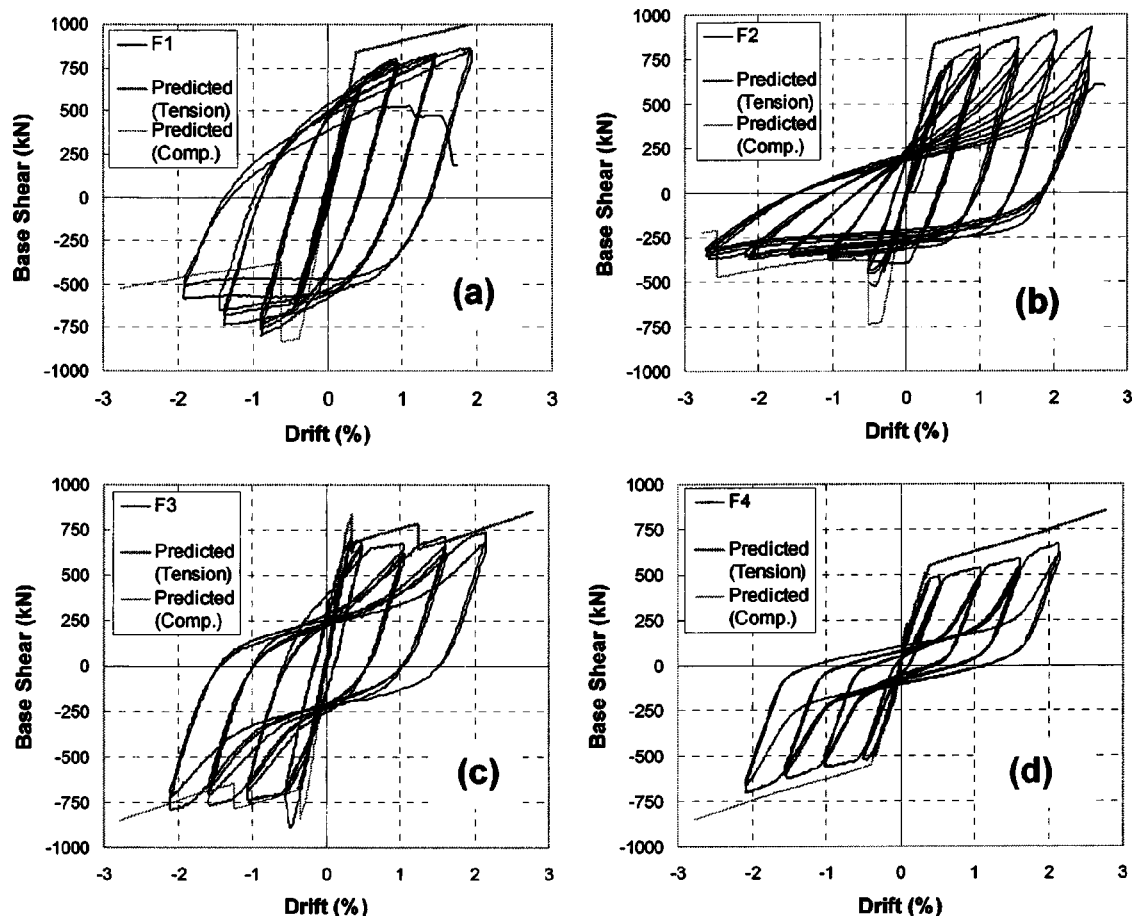 1000
750
500
250
0
-250
-500
-750
-1000
Base Shear (kN)
F1
Predicted
(Tension)
Predicted
(Comp.)
(a)
-3 -2 -1 0 1 2 3
Drift (%)
1000
750
500
250
0
-250
-500
-750
-1000
Base Shear (kN)
F2
Predicted
(Tension)
Predicted
(Comp.)
(b)
-3 -2 -1 0 1 2 3
Drift (%)
1000
750
500
250
0
-250
-500
-750
-1000
Base Shear (kN)
F3
Predicted
(Tension)
Predicted
(Comp.)
(c)
-3 -2 -1 0 1 2 3
Drift (%)
1000
750
500
250
0
-250
-500
-750
-1000
Base Shear (kN)
F4
Predicted
(Tension)
Predicted
(Comp.)
(d)
-3 -2 -1 0 1 2 3
Drift (%)